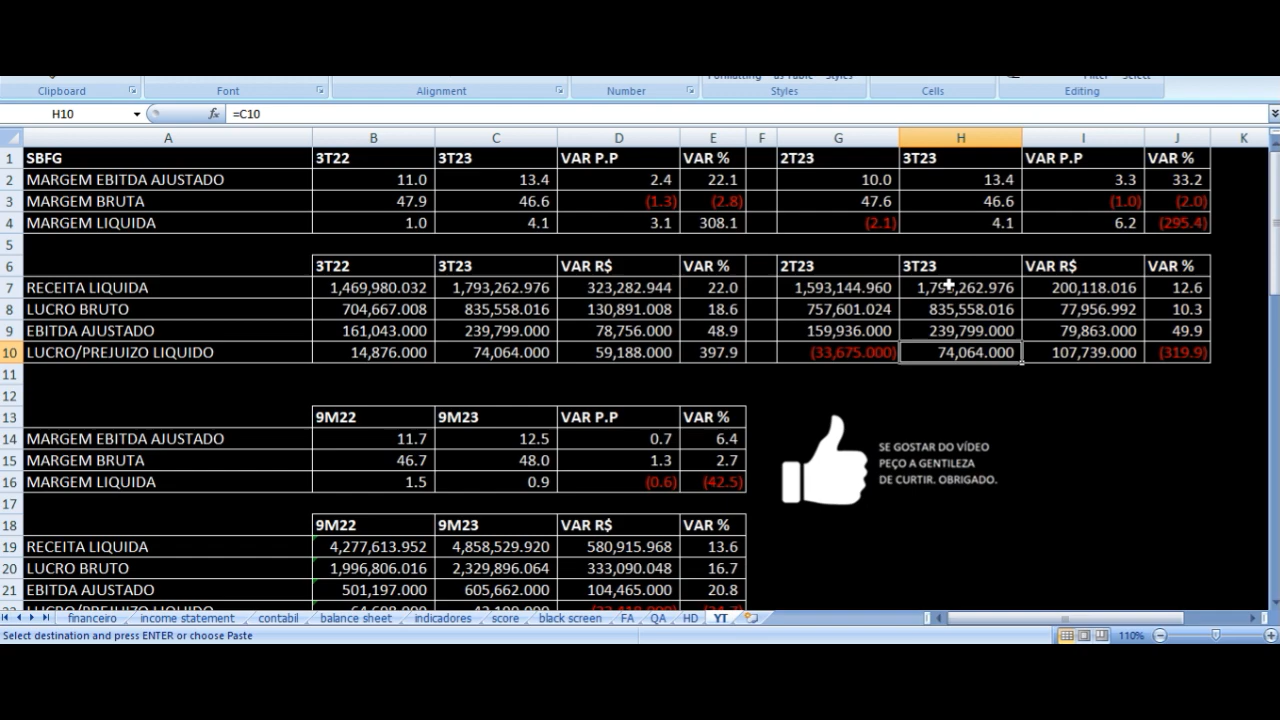 Clipboard Font Alignment Number Styles Cells Editing
H10 fx =C10
A B C D E F G H I J K
1 SBFG 3T22 3T23 VAR P.P VAR % 2T23 3T23 VAR P.P VAR %
2 MARGEM EBITDA AJUSTADO 11.0 13.4 2.4 22.1 10.0 13.4 3.3 33.2
3 MARGEM BRUTA 47.9 46.6 (1.3) (2.8) 47.6 46.6 (1.0) (2.0)
4 MARGEM LIQUIDA 1.0 4.1 3.1 308.1 (2.1) 4.1 6.2 (295.4)
5
6 3T22 3T23 VAR R$ VAR % 2T23 3T23 VAR R$ VAR %
7 RECEITA LIQUIDA 1,469,980.032 1,793,262.976 323,282.944 22.0 1,593,144.960 1,793,262.976 200,118.016 12.6
8 LUCRO BRUTO 704,667.008 835,558.016 130,891.008 18.6 757,601.024 835,558.016 77,956.992 10.3
9 EBITDA AJUSTADO 161,043.000 239,799.000 78,756.000 48.9 159,936.000 239,799.000 79,863.000 49.9
10 LUCRO/PREJUIZO LIQUIDO 14,876.000 74,064.000 59,188.000 397.9 (33,675.000) 74,064.000 107,739.000 (319.9)
11
12
13 9M22 9M23 VAR P.P VAR %
14 MARGEM EBITDA AJUSTADO 11.7 12.5 0.7 6.4
15 MARGEM BRUTA 46.7 48.0 1.3 2.7
16 MARGEM LIQUIDA 1.5 0.9 (0.6) (42.5)
SE GOSTAR DO VÍDEO
PEÇO A GENTILEZA
DE CURTIR. OBRIGADO.
17
18 9M22 9M23 VAR R$ VAR %
19 RECEITA LIQUIDA 4,277,613.952 4,858,529.920 580,915.968 13.6
20 LUCRO BRUTO 1,996,806.016 2,329,896.064 333,090.048 16.7
21 EBITDA AJUSTADO 501,197.000 605,662.000 104,465.000 20.8
LUCRO/PREJUIZO LIQUIDO
financeiro income statement contabil balance sheet indicadores score black screen FA QA HD YT
Select destination and press ENTER or choose Paste 110%